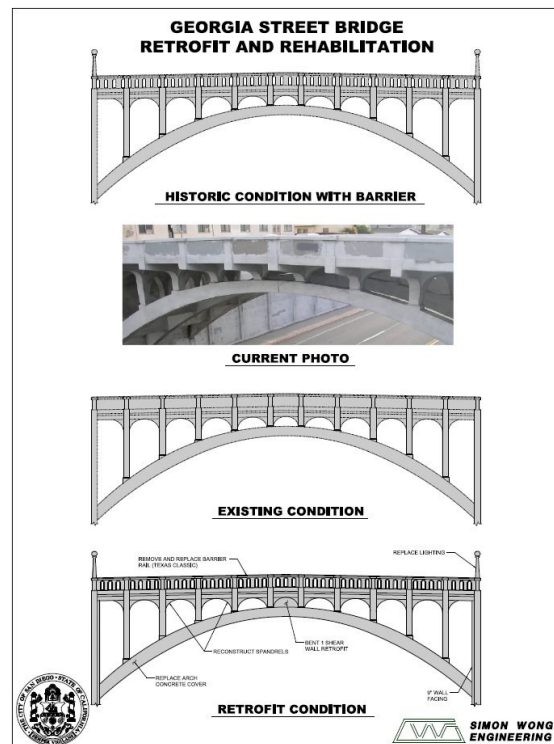 GEORGIA STREET BRIDGE
RETROFIT AND REHABILITATION
HISTORIC CONDITION WITH BARRIER
CURRENT PHOTO
EXISTING CONDITION
REMOVE AND REPLACE BARRIER
RAIL (TEXAS CLASSIC)
REPLACE LIGHTING
RECONSTRUCT SPANDRELS
BENT 1 SHEAR
WALL RETROFIT
REPLACE ARCH
CONCRETE COVER
WALL
FACING
RETROFIT CONDITION
THE CITY OF SAN DIEGO STATE OF CALIFORNIA
SIMON WONG
ENGINEERING